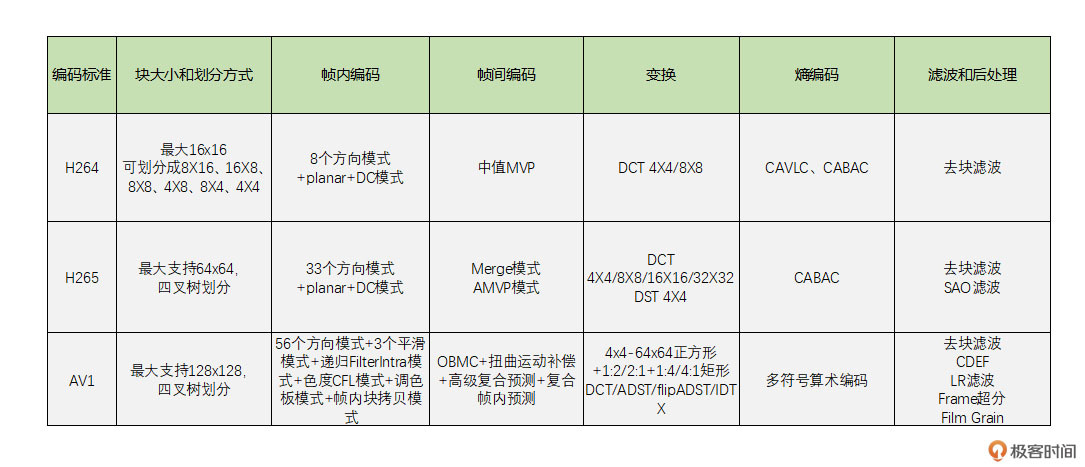 编码标准 块大小和划分方式 帧内编码 帧间编码 变换 熵编码 滤波和后处理
H264
最大16x16
可划分成8X16、16X8、
8X8、4X8、8X4、4X4
8个方向模式
+planar+DC模式
中值MVP
DCT 4X4/8X8
CAVLC、CABAC
去块滤波
H265
最大支持64x64,
四叉树划分
33个方向模式
+planar+DC模式
Merge模式
AMVP模式
DCT
4X4/8X8/16X16/32X32
DST 4X4
CABAC
去块滤波
SAO滤波
AV1
最大支持128x128,
四叉树划分
56个方向模式+3个平滑
模式+递归FilterIntra模
式+色度CFL模式+调色
板模式+帧内块拷贝模
式
OBMC+扭曲运动补偿
+高级复合预测+复合
帧内预测
4x4-64x64正方形
+1:2/2:1+1:4/4:1矩形
DCT/ADST/flipADST/IDT
X
多符号算术编码
去块滤波
CDEF
LR滤波
Frame超分
Film Grain
极客时间